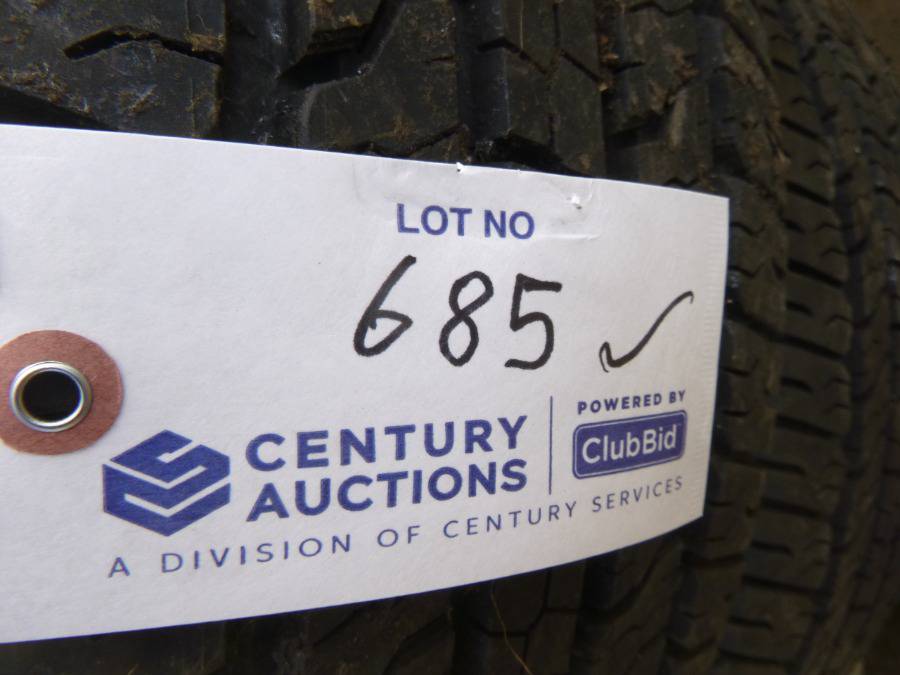 LOT NO
685 ✓
CENTURY
AUCTIONS
POWERED BY
ClubBid
A DIVISION OF CENTURY SERVICES